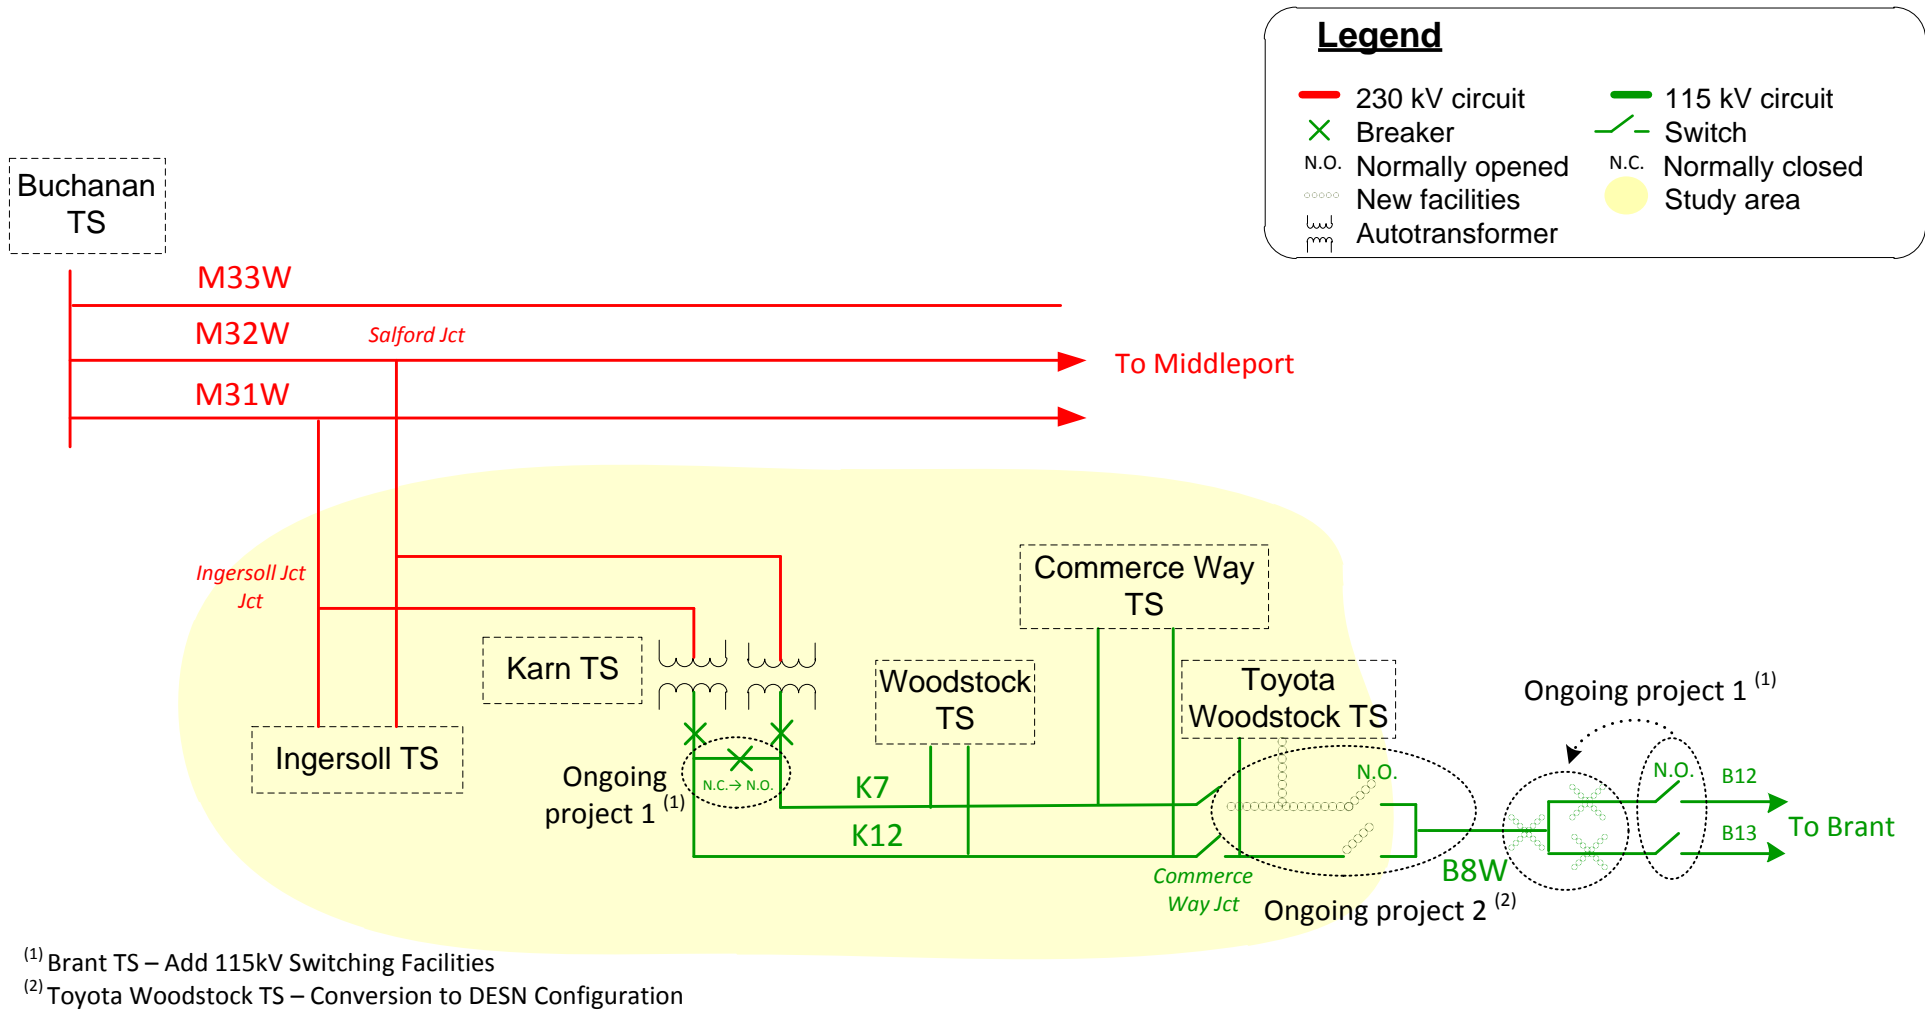 Legend
230 kV circuit
115 kV circuit
Breaker
Switch
N.O. Normally opened
N.C. Normally closed
New facilities
Study area
Autotransformer
Buchanan
TS
M33W
M32W
Salford Jct
To Middleport
M31W
Ingersoll Jct
Jct
Commerce Way
TS
Karn TS
Woodstock
TS
Toyota
Woodstock TS
Ongoing project 1 (1)
Ingersoll TS
Ongoing
project 1 (1)
N.C.→ N.O.
K7
N.O.
N.O.
B12
K12
To Brant
B13
B8W
Commerce
Way Jct
Ongoing project 2 (2)
(1) Brant TS – Add 115kV Switching Facilities
(2) Toyota Woodstock TS – Conversion to DESN Configuration